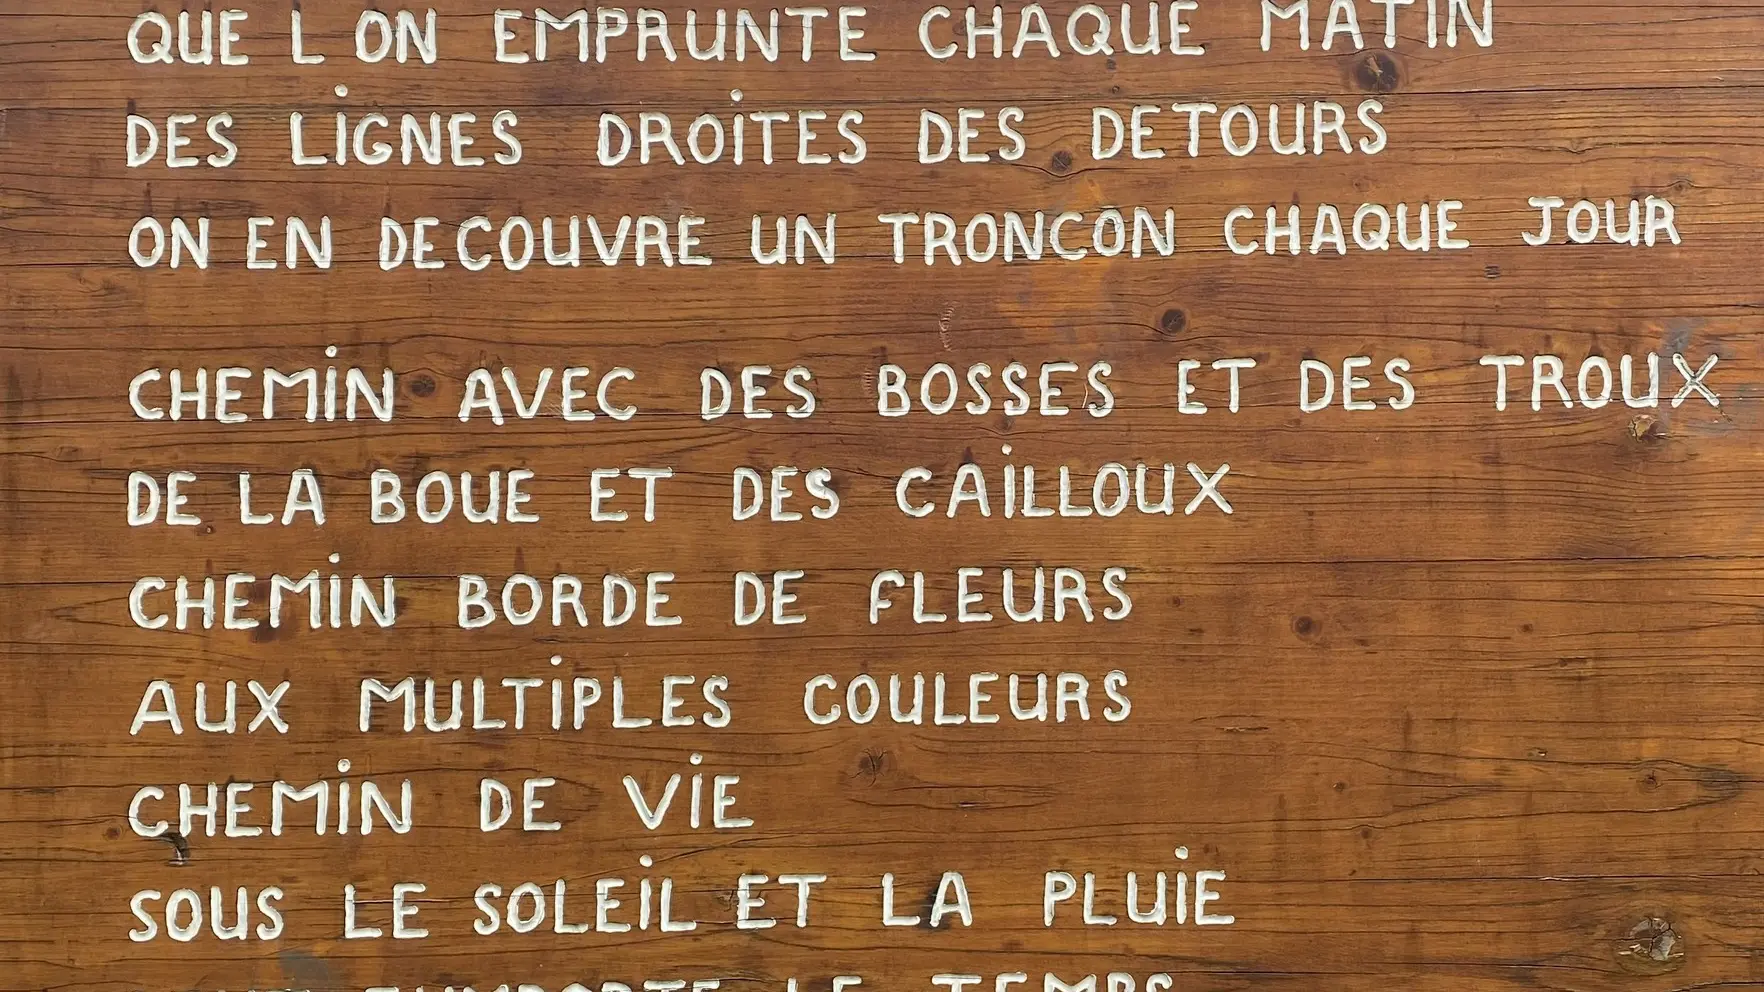 QUE L ON EMPRUNTE CHAQUE MATIN
DES LIGNES DROITES DES DETOURS
ON EN DECOUVRE UN TRONCON CHAQUE JOUR
CHEMIN AVEC DES BOSSES ET DES TROUX
DE LA BOUE ET DES CAILLOUX
CHEMIN BORDE DE FLEURS
AUX MULTIPLES COULEURS
CHEMIN DE VIE
SOUS LE SOLEIL ET LA PLUIE
LE TEMPS